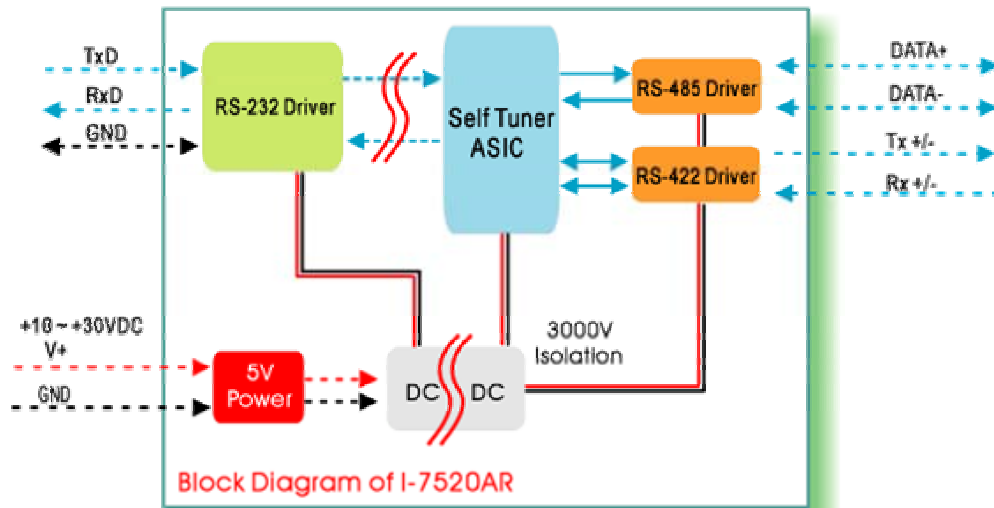 TxD
RxD
GND
RS-232 Driver
Self Tuner
ASIC
RS-485 Driver
RS-422 Driver
DATA+
DATA-
Tx +/-
Rx +/-
+10~+30VDC
V+
GND
5V
Power
DC
DC
3000V
Isolation
Block Diagram of I-7520AR